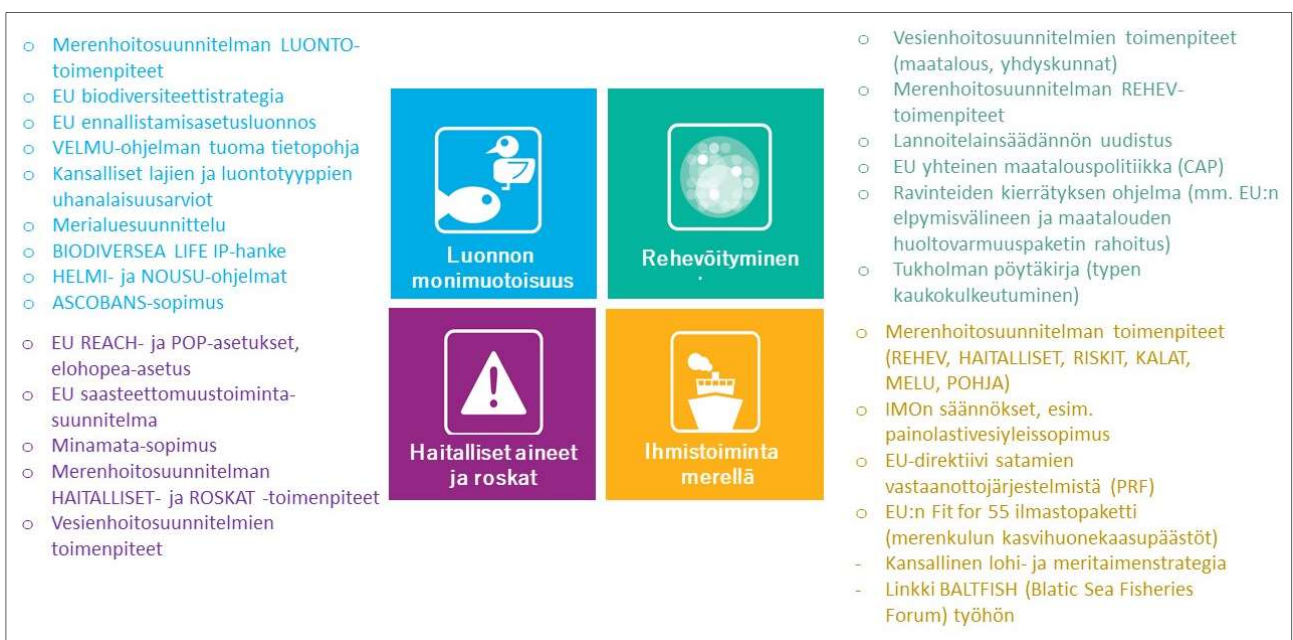 o Merenhoitosuunnitelman LUONTO-
toimenpiteet
o EU biodiversiteettistrategia
o EU ennallistamisasetusluonnos
o VELMU-ohjelman tuoma tietopohja
o Kansalliset lajien ja luontotyyppien
uhanalaisuusarviot
o Merialuesuunnittelu
o BIODIVERSEA LIFE IP-hanke
o HELMI- ja NOUSU-ohjelmat
o ASCOBANS-sopimus
o EU REACH- ja POP-asetukset,
elohopea-asetus
o EU saasteettomuustoiminta-
suunnitelma
o Minamata-sopimus
o Merenhoitosuunnitelman
HAITALLISET- ja ROSKAT -toimenpiteet
o Vesienhoitosuunnitelmien
toimenpiteet
Luonnon
monimuotoisuus
Rehevöityminen
Haitalliset aineet
ja roskat
Ihmistoiminta
merellä
o Vesienhoitosuunnitelmien toimenpiteet
(maatalous, yhdyskunnat)
o Merenhoitosuunnitelman REHEV-
toimenpiteet
o Lannoitelainsäädännön uudistus
o EU yhteinen maatalouspolitiikka (CAP)
o Ravinteiden kierrätyksen ohjelma (mm. EU:n
elpymisvälineen ja maatalouden
huoltovarmuuspaketin rahoitus)
o Tukholman pöytäkirja (typen
kaukokulkeutuminen)
o Merenhoitosuunnitelman toimenpiteet
(REHEV, HAITALLISET, RISKIT, KALAT,
MELU, POHJA)
o IMOn säännökset, esim.
painolastivesiyleissopimus
o EU-direktiivi satamien
vastaanottojärjestelmistä (PRF)
o EU:n Fit for 55 ilmastopaketti
(merenkulun kasvihuonekaasupäästöt)
- Kansallinen lohi- ja meritaimenstrategia
- Linkki BALTFISH (Blatic Sea Fisheries
Forum) työhön